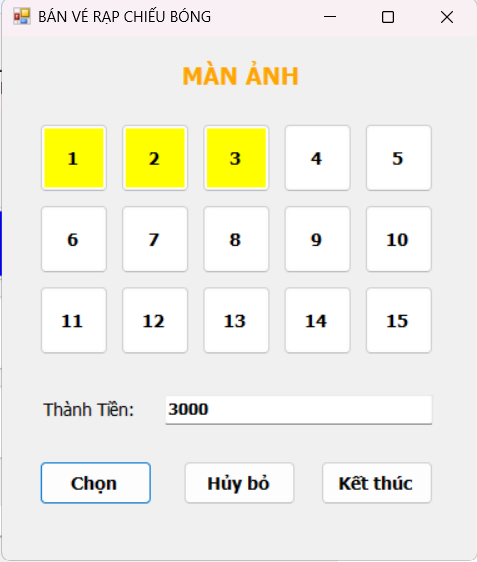 BÁN VÉ RẠP CHIẾU BÓNG
MÀN ẢNH
1 2 3 4 5
6 7 8 9 10
11 12 13 14 15
Thành Tiền: 3000
Chọn Hủy bỏ Kết thúc